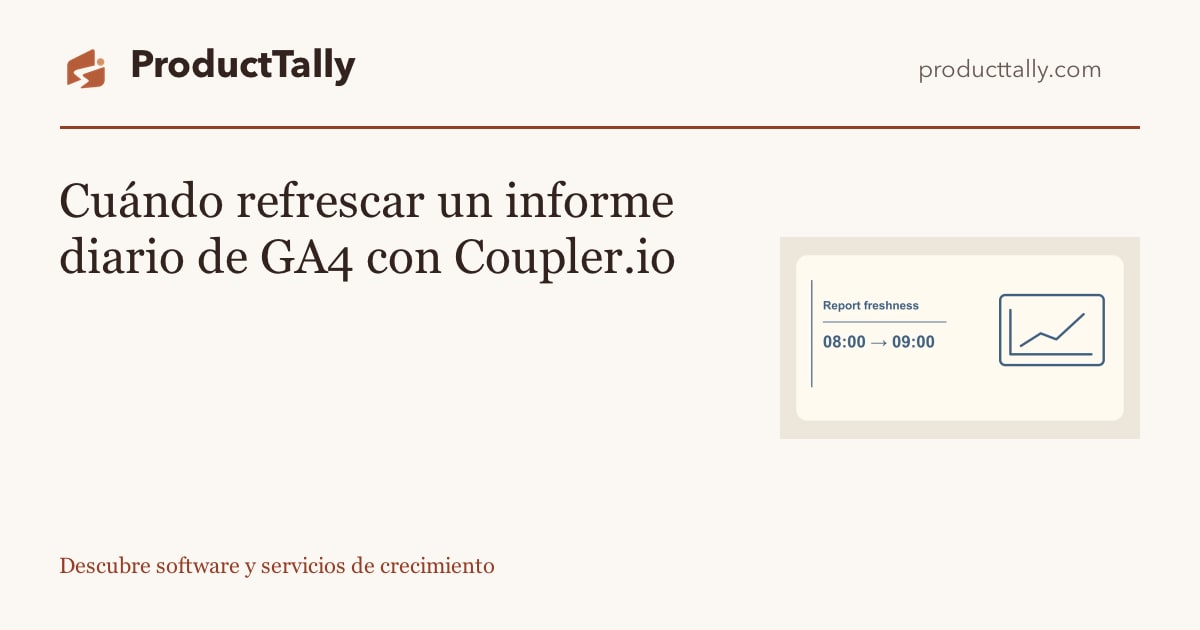 ProductTally
producttally.com
Cuándo refrescar un informe
diario de GA4 con Coupler.io
Report freshness
08:00 → 09:00
Descubre software y servicios de crecimiento